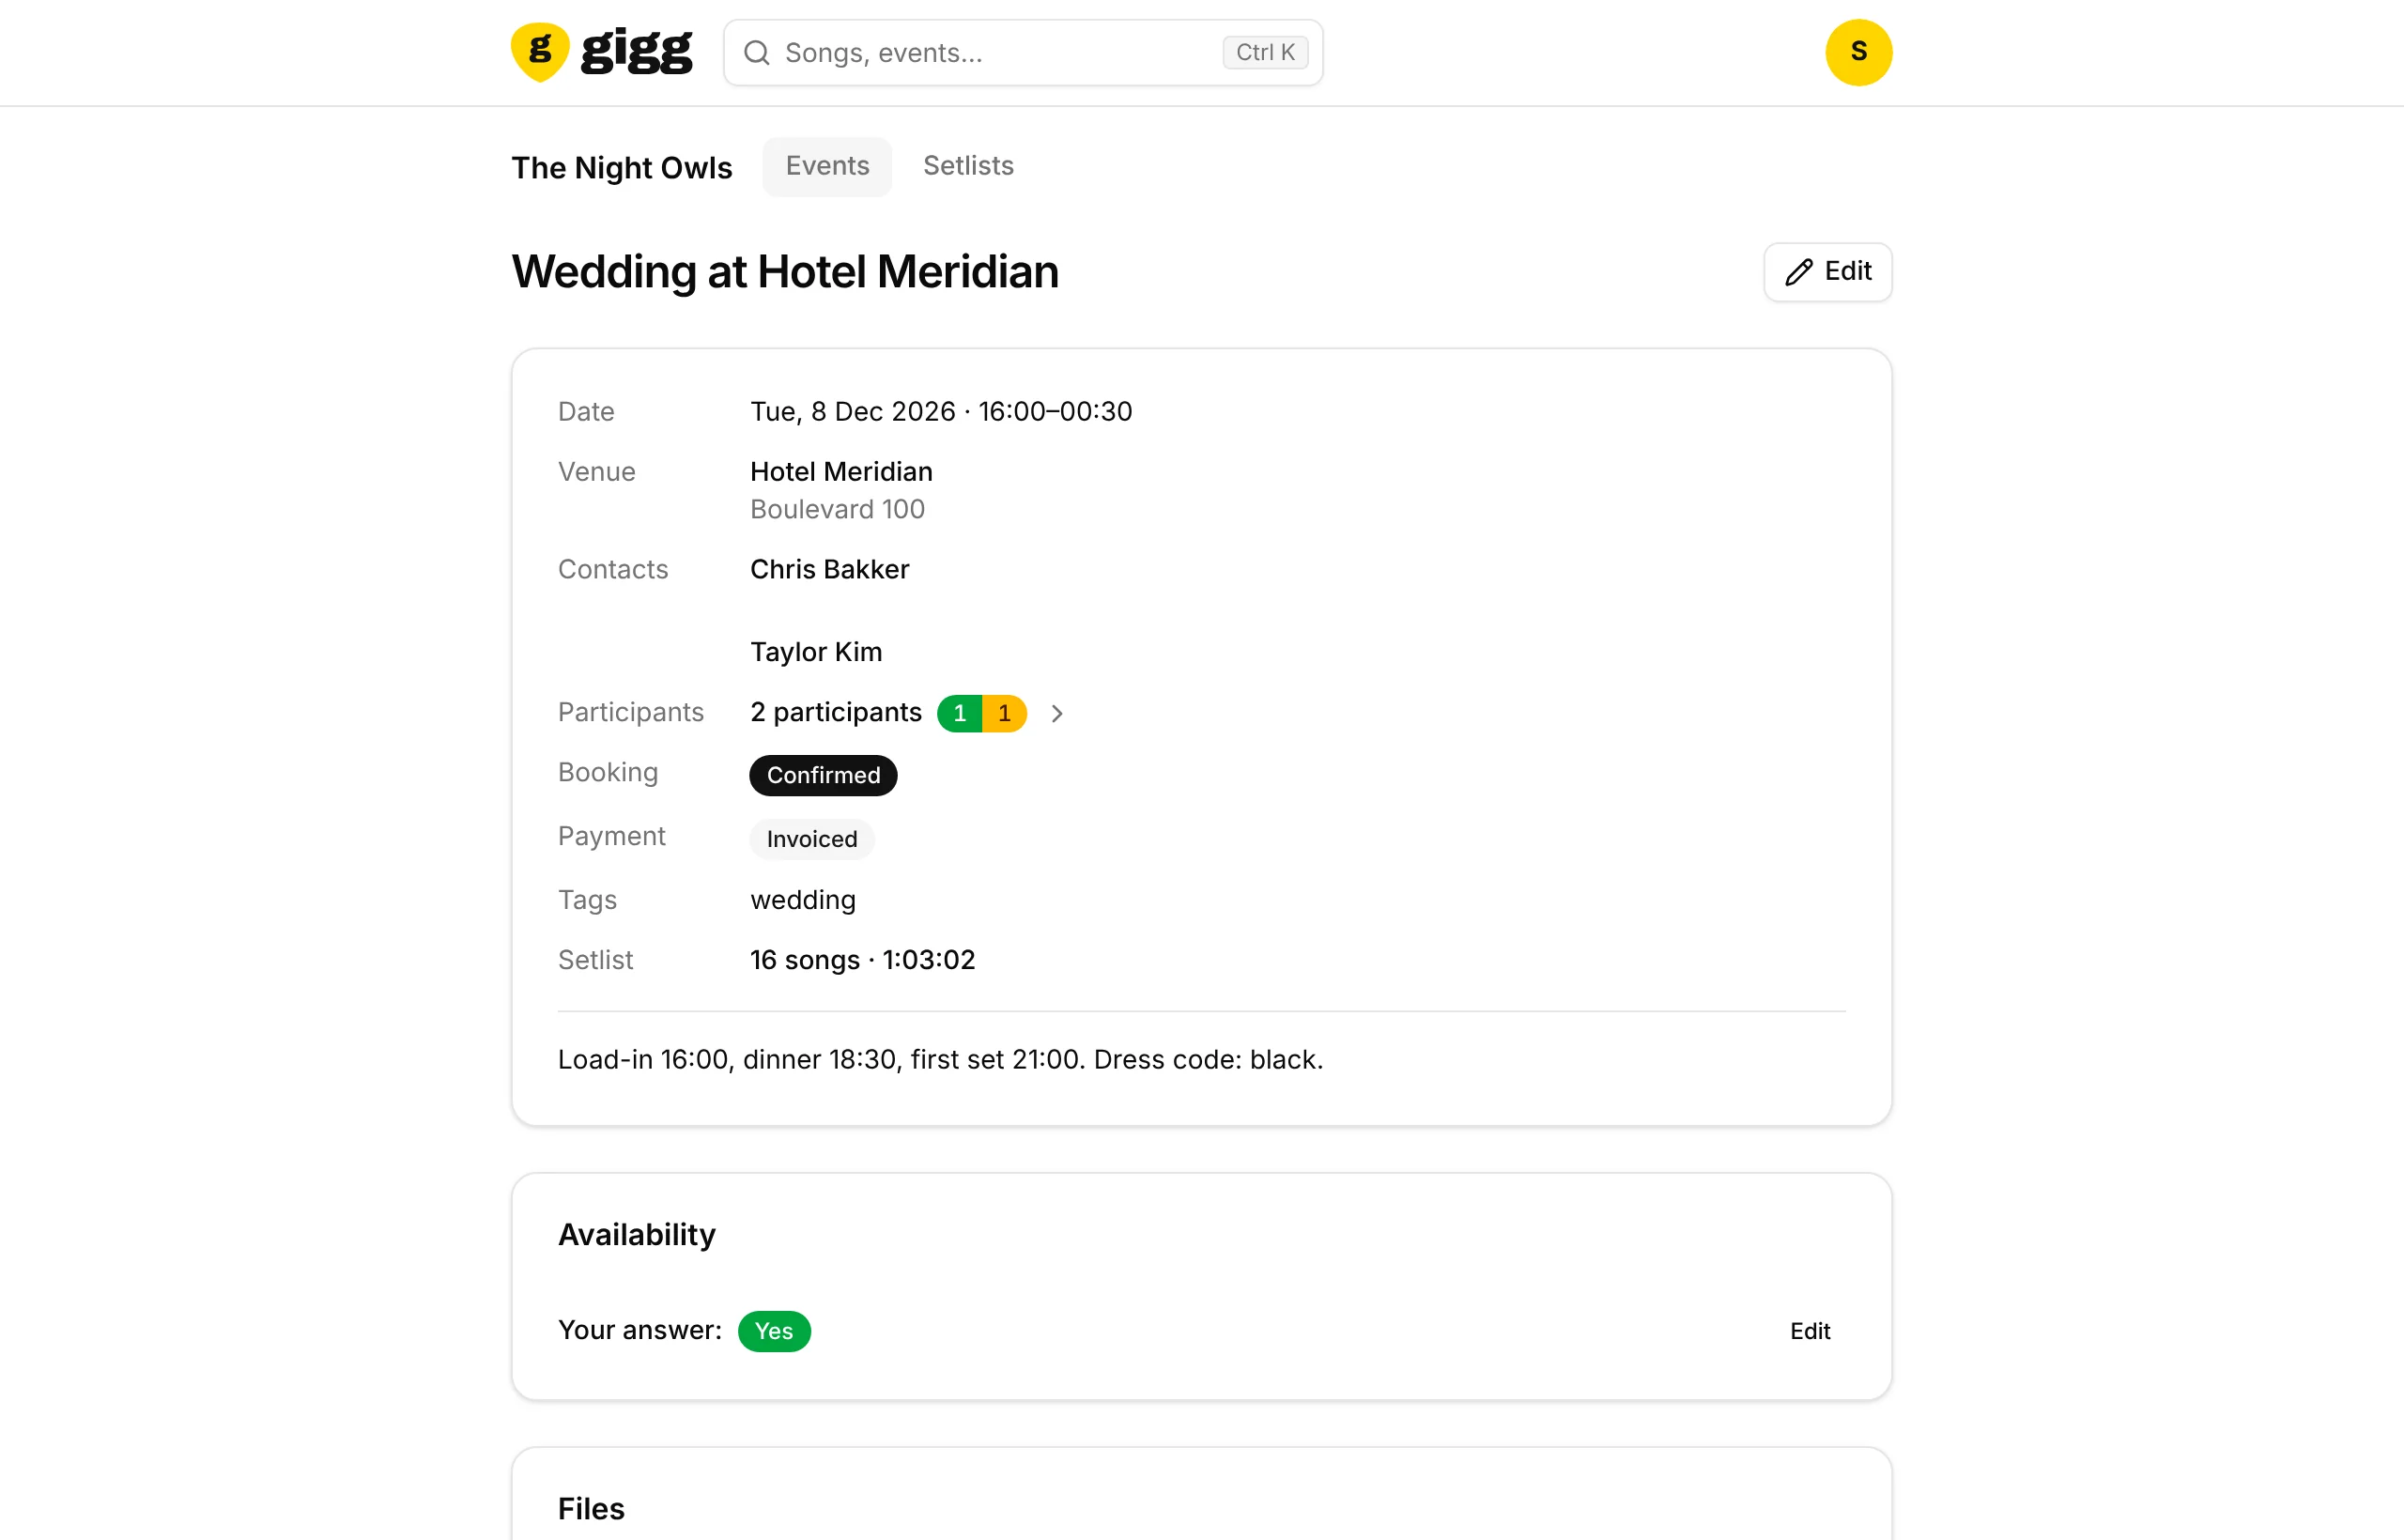 g gigg
Songs, events...
Ctrl K
S
The Night Owls
Events
Setlists
Wedding at Hotel Meridian
Edit
Date
Tue, 8 Dec 2026 · 16:00–00:30
Venue
Hotel Meridian
Boulevard 100
Contacts
Chris Bakker
Taylor Kim
Participants
2 participants
1
1
Booking
Confirmed
Payment
Invoiced
Tags
wedding
Setlist
16 songs · 1:03:02
Load-in 16:00, dinner 18:30, first set 21:00. Dress code: black.
Availability
Your answer:
Yes
Edit
Files